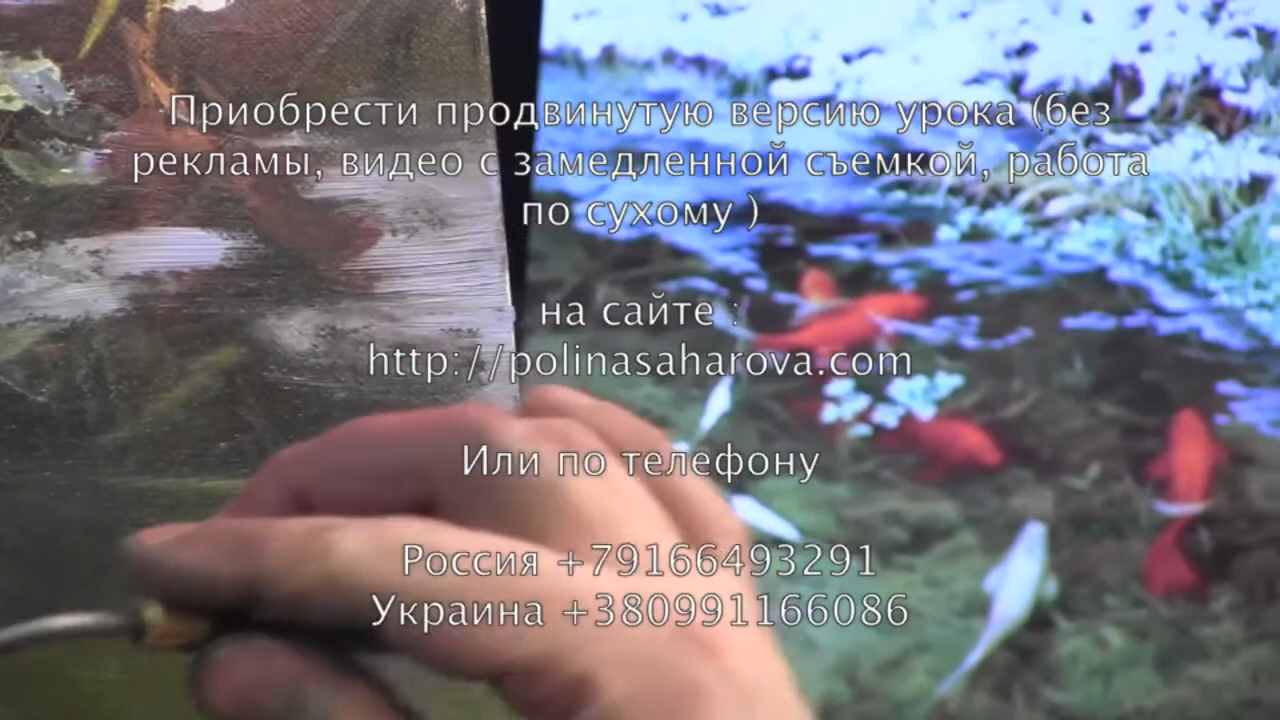 Приобрести продвинутую версию урока (без
рекламы, видео с замедленной съемкой, работа
по сухому )
на сайте :
http://polinasaharova.com
Или по телефону
Россия +79166493291
Украина +380991166086